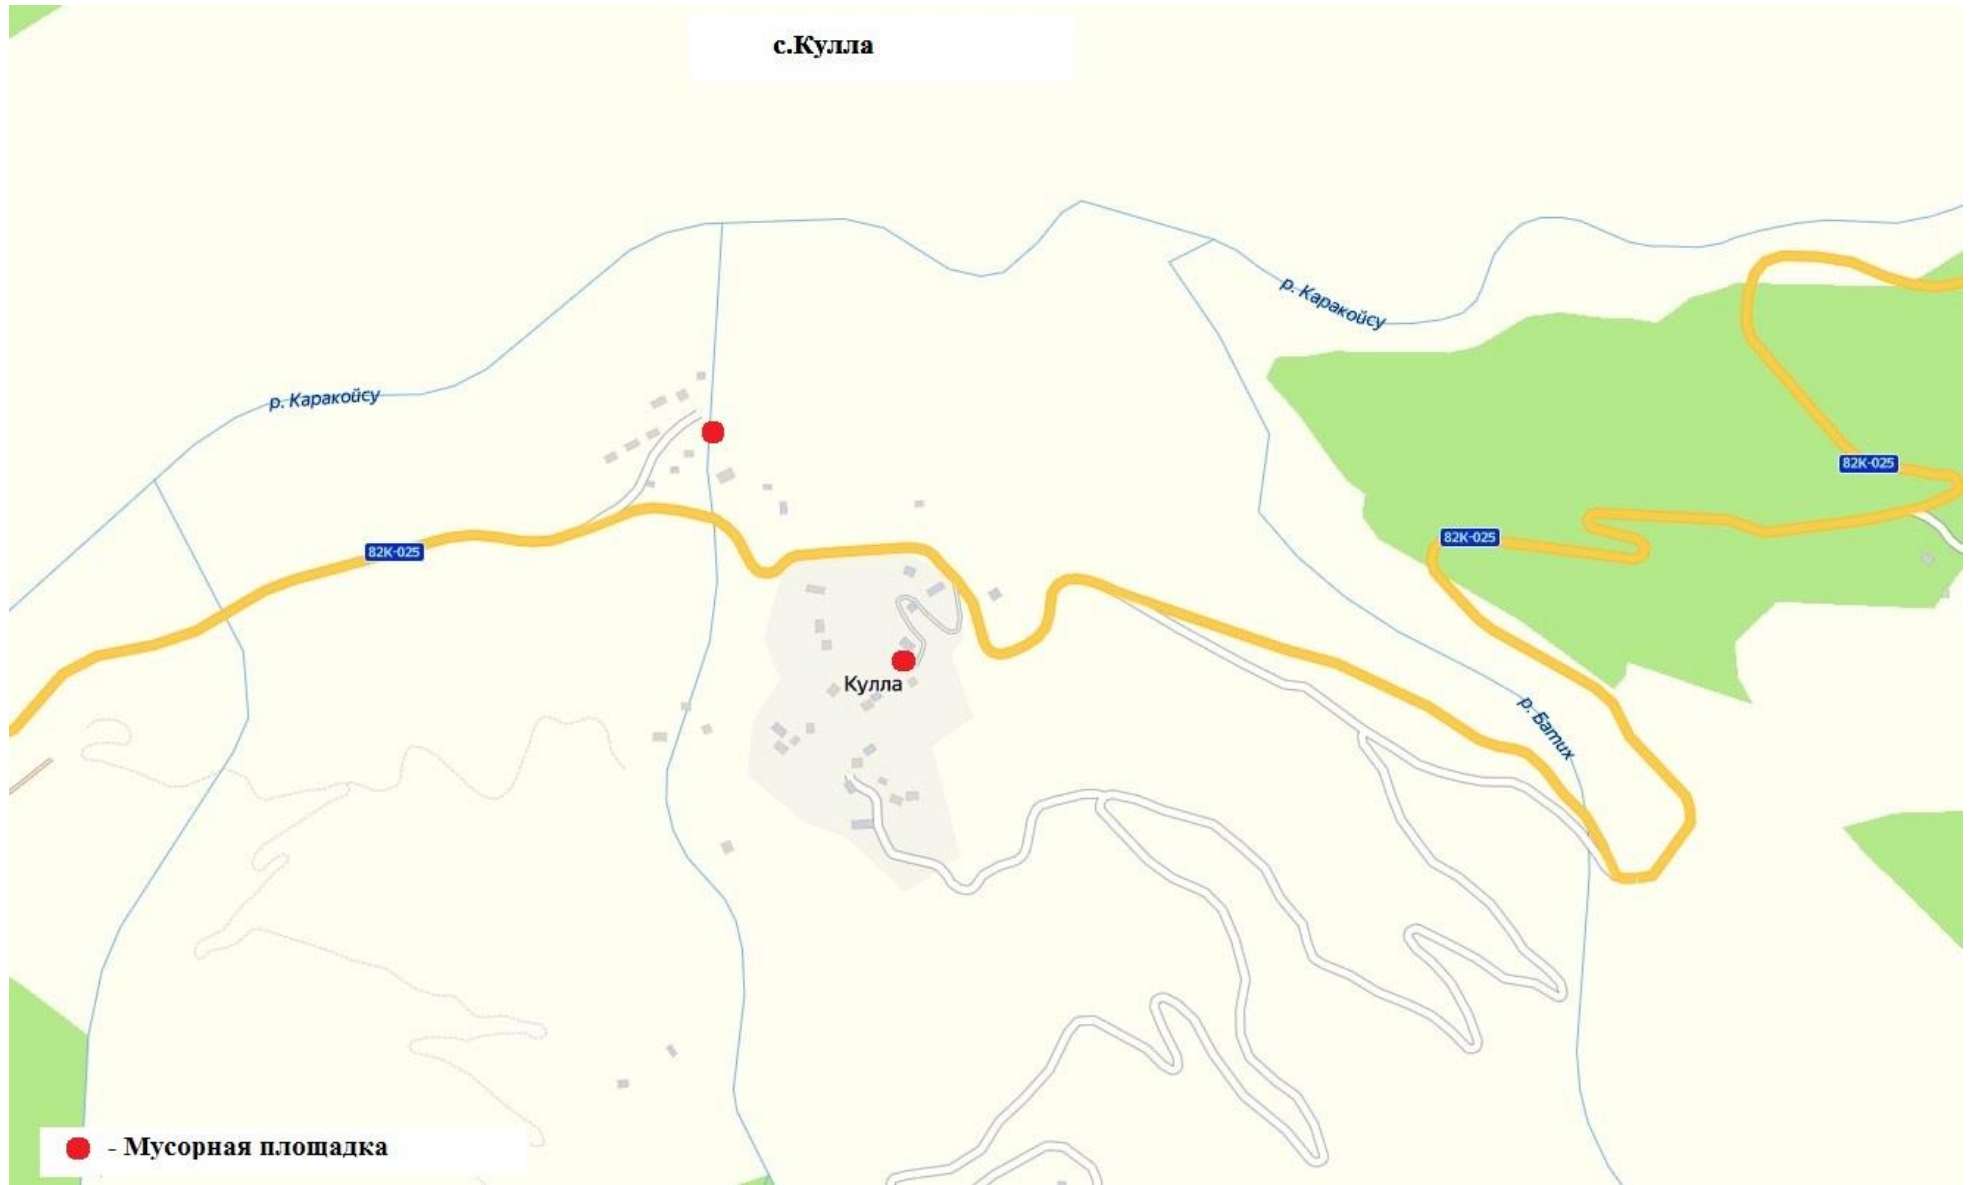 с.Кулла
р. Каракойсу
р. Каракойсу
82К-025
82К-025
82К-025
Кулла
р. Батих
- Мусорная площадка